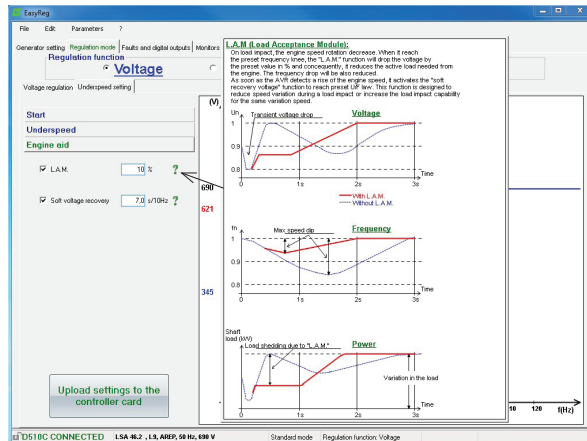 EasyReg
File Edit Parameters ?
Generator setting Regulation mode Faults and digital outputs Monitors
Regulation function
Voltage
Voltage regulation Underspeed setting
Start
Underspeed
Engine aid
L.A.M. 10 % ?
Soft voltage recovery 7,0 s/10Hz ?
Upload settings to the
controller card
(V)
690
621
345
L.A.M (Load Acceptance Module):
On load impact, the engine speed rotation decrease. When it reach
the preset frequency knee, the "L.A.M." function will drop the voltage by
the preset value in % and concequently, it reduces the active load needed from
the engine. The frequency drop will be also reduced.
As soon as the AVR detects a rise of the engine speed, it activates the "soft
recovery voltage" function to reach preset U/F law. This function is designed to
reduce speed variation during a load impact or increase the load impact capability
for the same variation speed.
Un Transient voltage drop Voltage
1
0.9
0.8
Time
0 1s 2s 3s
With L.A.M.
Without L.A.M.
fn Max speed dip Frequency
1
0.9
0.8
Time
0 1s 2s 3s
Shaft
load (kW)
Load shedding due to "L.A.M." Power
Variation in the load
Time
0 1s 2s 3s
110 120 f(Hz)
D510C CONNECTED LSA 46.2 , L9, AREP, 50 Hz, 690 V Standard mode Regulation function: Voltage